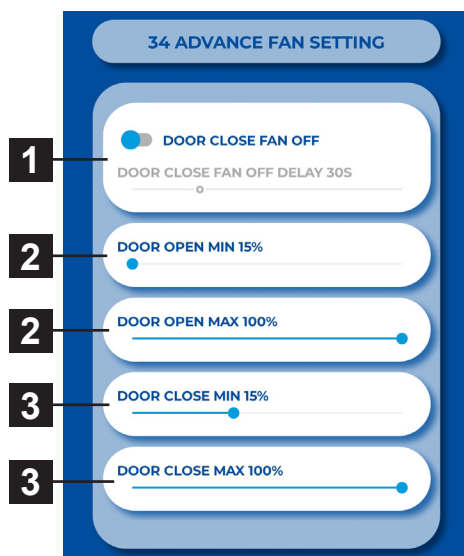 34 ADVANCE FAN SETTING
1
DOOR CLOSE FAN OFF
DOOR CLOSE FAN OFF DELAY 30S
2
DOOR OPEN MIN 15%
2
DOOR OPEN MAX 100%
3
DOOR CLOSE MIN 15%
3
DOOR CLOSE MAX 100%